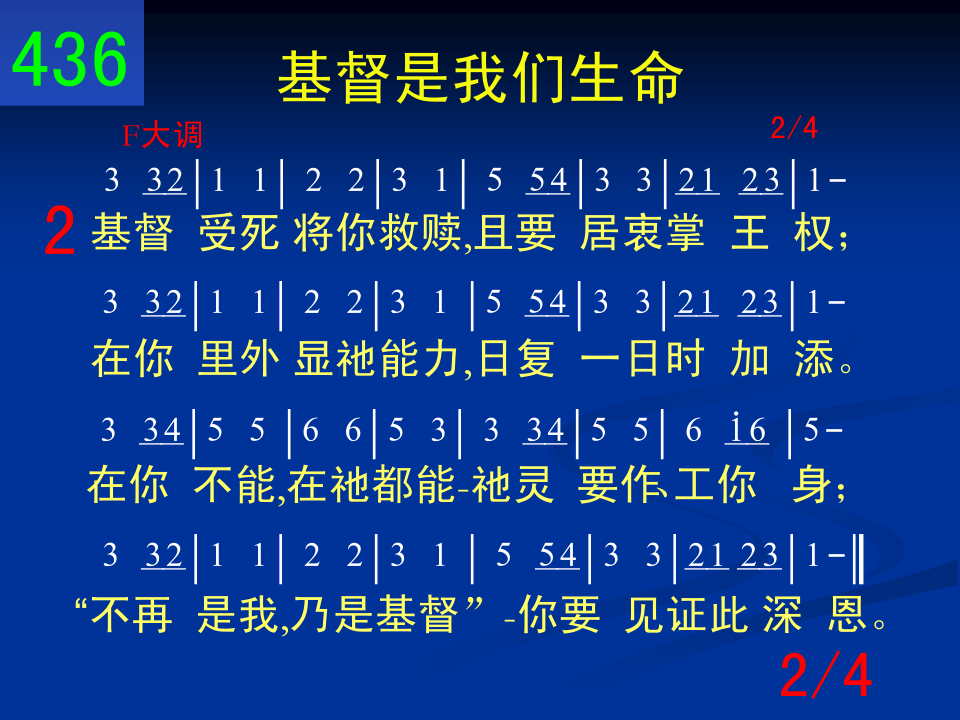 436
基督是我们生命
F大调 2/4
3 32|1 1|2 2|3 1|5 54|3 3|21 23|1-
2 基督 受死 将你救赎,且要 居衷掌 王 权；
3 32|1 1|2 2|3 1|5 54|3 3|21 23|1-
在你 里外 显祂能力,日复 一日时 加 添。
3 34|5 5|6 6|5 3|3 34|5 5|6 i6|5-
在你 不能,在祂都能-祂灵 要作、工你 身；
3 32|1 1|2 2|3 1|5 54|3 3|21 23|1-‖
“不再 是我,乃是基督”-你要 见证此 深 恩。
2/4